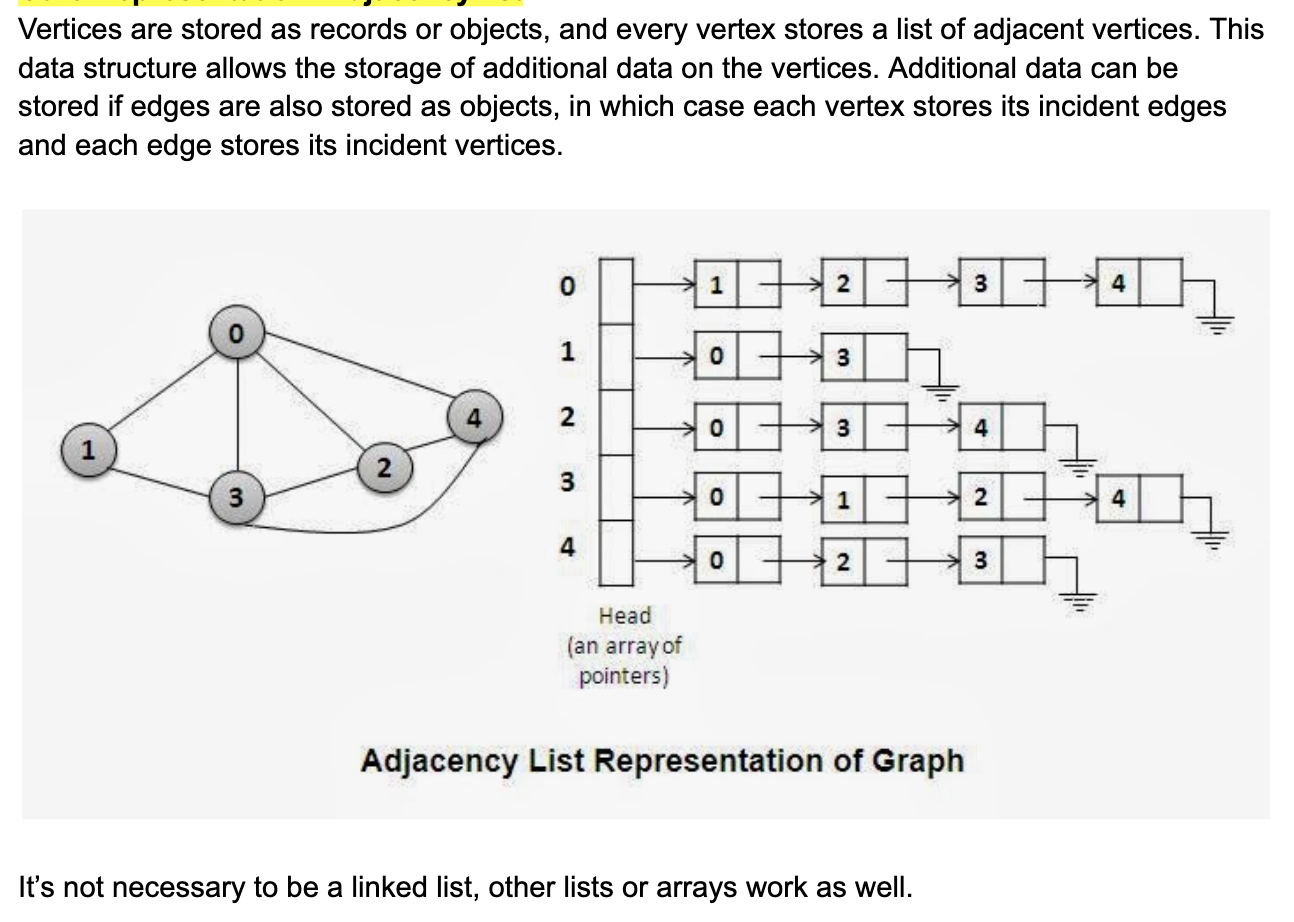 Vertices are stored as records or objects, and every vertex stores a list of adjacent vertices. This
data structure allows the storage of additional data on the vertices. Additional data can be
stored if edges are also stored as objects, in which case each vertex stores its incident edges
and each edge stores its incident vertices.
0
1
2
3
4
0 1 2 3 4
1 0 3
2 0 3 4
3 0 1 2 4
4 0 2 3
Head
(an array of
pointers)
Adjacency List Representation of Graph
It’s not necessary to be a linked list, other lists or arrays work as well.